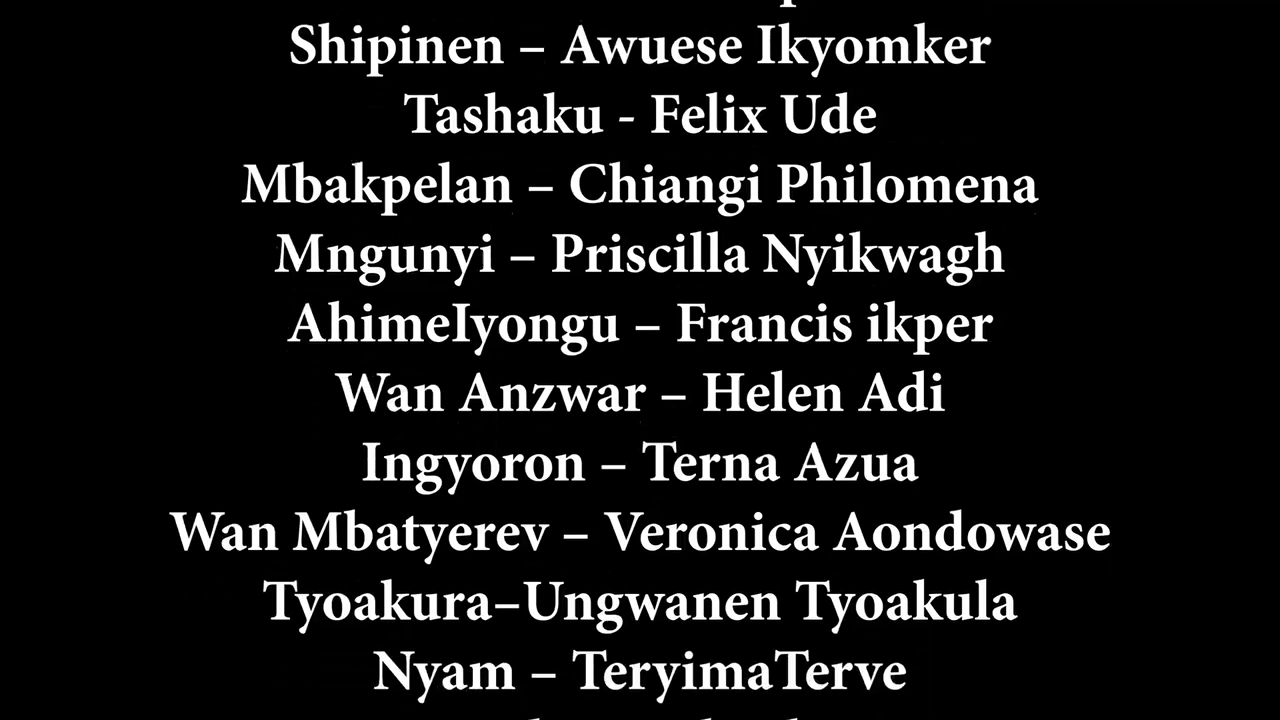 Shipinen – Awuese Ikyomker
Tashaku - Felix Ude
Mbakpelan – Chiangi Philomena
Mngunyi – Priscilla Nyikwagh
AhimeIyongu – Francis ikper
Wan Anzwar – Helen Adi
Ingyoron – Terna Azua
Wan Mbatyerev – Veronica Aondowase
Tyoakura–Ungwanen Tyoakula
Nyam – TeryimaTerve